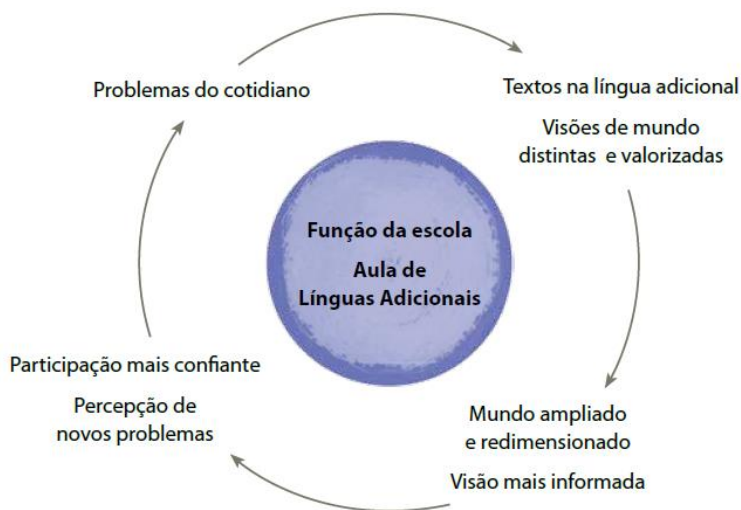 Problemas do cotidiano
Textos na língua adicional
Visões de mundo
distintas e valorizadas
Função da escola
Aula de
Línguas Adicionais
Mundo ampliado
e redimensionado
Visão mais informada
Participação mais confiante
Percepção de
novos problemas